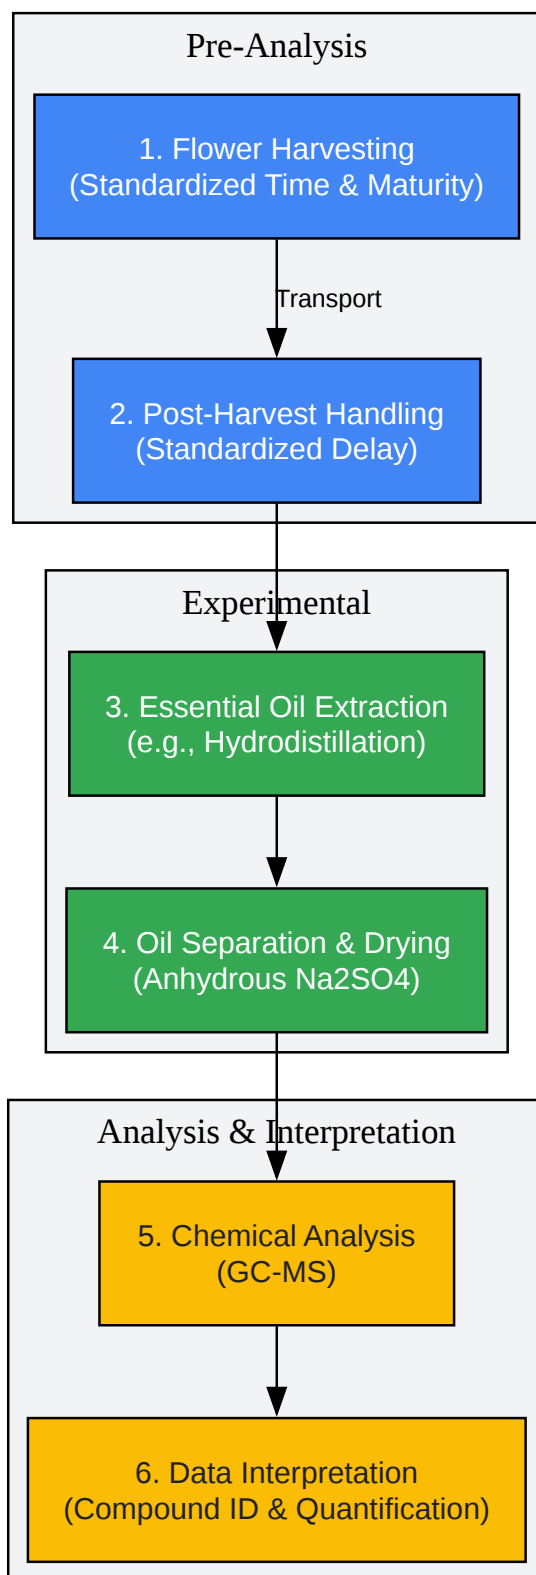 Pre-Analysis
1. Flower Harvesting
(Standardized Time & Maturity)
Transport
2. Post-Harvest Handling
(Standardized Delay)
Experimental
3. Essential Oil Extraction
(e.g., Hydrodistillation)
4. Oil Separation & Drying
(Anhydrous Na2SO4)
Analysis & Interpretation
5. Chemical Analysis
(GC-MS)
6. Data Interpretation
(Compound ID & Quantification)